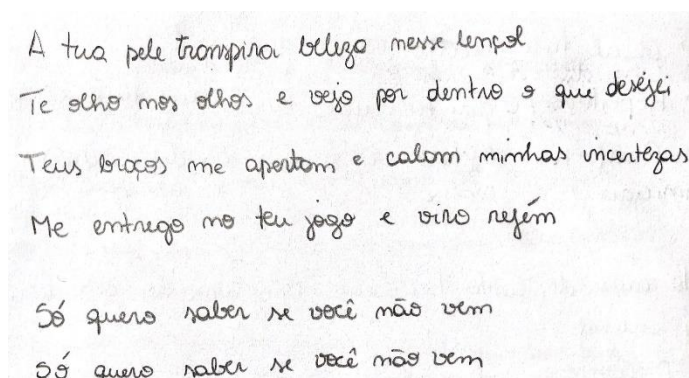 A tua pele transpira beleza nesse lençol
Te olho nos olhos e vejo por dentro o que desejei
Teus braços me apertam e calam minhas incertezas
Me entrego no teu jogo e viro refém
Só quero saber se você não vem
Só quero saber se você não vem